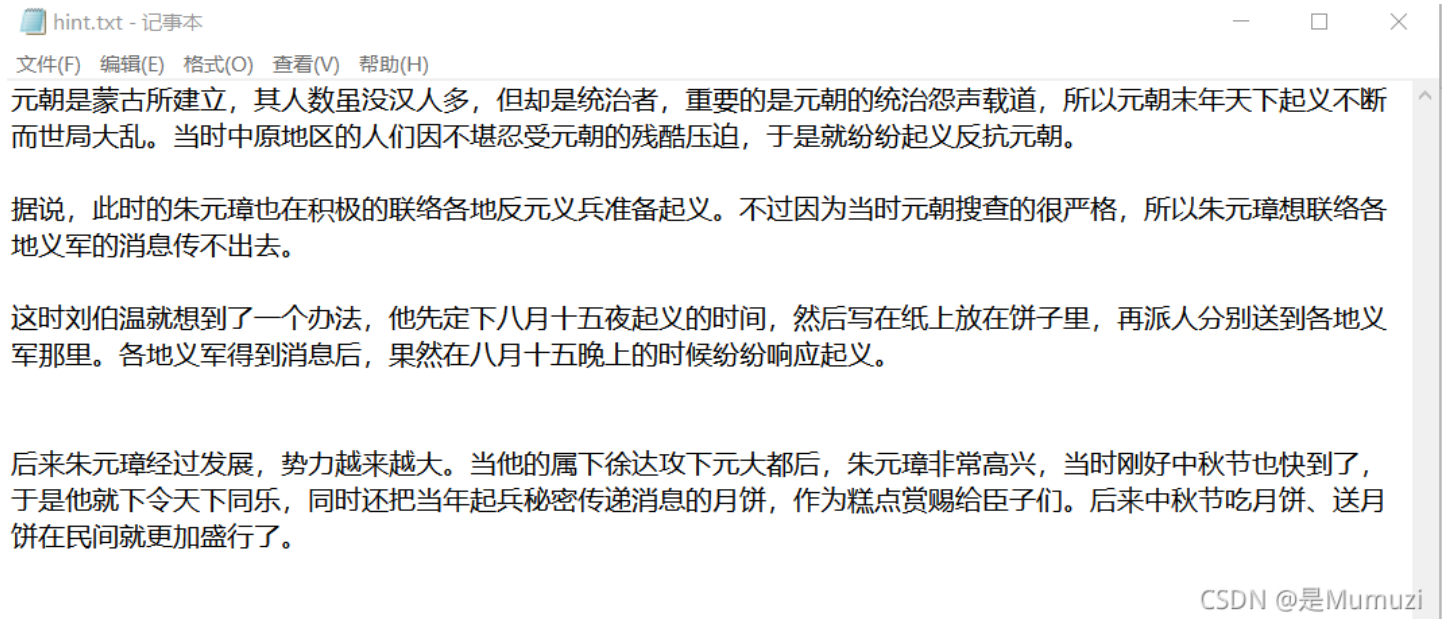 hint.txt - 记事本
文件(F) 编辑(E) 格式(O) 查看(V) 帮助(H)
元朝是蒙古所建立，其人数虽没汉人多，但却是统治者，重要的是元朝的统治怨声载道，所以元朝末年天下起义不断
而世局大乱。当时中原地区的人们因不堪忍受元朝的残酷压迫，于是就纷纷起义反抗元朝。
据说，此时的朱元璋也在积极的联络各地反元义兵准备起义。不过因为当时元朝搜查的很严格，所以朱元璋想联络各
地义军的消息传不出去。
这时刘伯温就想到了一个办法，他先定下八月十五夜起义的时间，然后写在纸上放在饼子里，再派人分别送到各地义
军那里。各地义军得到消息后，果然在八月十五晚上的时候纷纷响应起义。
后来朱元璋经过发展，势力越来越大。当他的属下徐达攻下元大都后，朱元璋非常高兴，当时刚好中秋节也快到了，
于是他就下令天下同乐，同时还把当年起兵秘密传递消息的月饼，作为糕点赏赐给臣子们。后来中秋节吃月饼、送月
饼在民间就更加盛行了。
CSDN @是Mumuzi